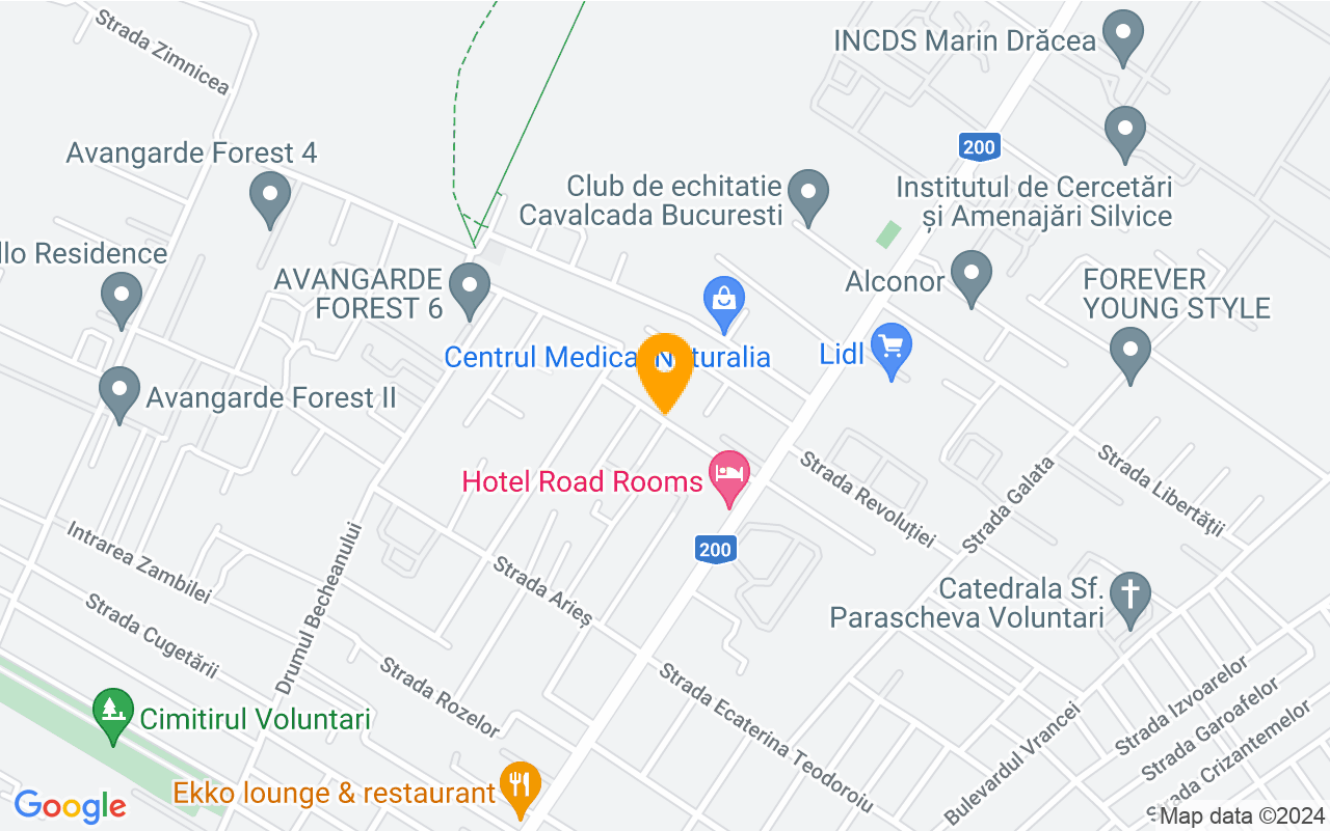 Strada Zimnicea
INCDS Marin Drăcea
200
Avangarde Forest 4
Club de echitatie
Cavalcada Bucuresti
Institutul de Cercetări
și Amenajări Silvice
llo Residence
AVANGARDE
FOREST 6
Alconor
FOREVER
YOUNG STYLE
Centrul Medical Naturalia
Lidl
Avangarde Forest II
Hotel Road Rooms
Strada Revoluției
Strada Galata
Strada Libertății
200
Intrarea Zambilei
Strada Cugetării
Drumul Becheanului
Strada Arieș
Catedrala Sf.
Parascheva Voluntari
Strada Rozelor
Strada Ecaterina Teodoroiu
Cimitirul Voluntari
Bulevardul Vrancei
Strada Izvoarelor
Strada Garoafelor
Strada Crizantemelor
Ekko lounge & restaurant
Google
Map data ©2024